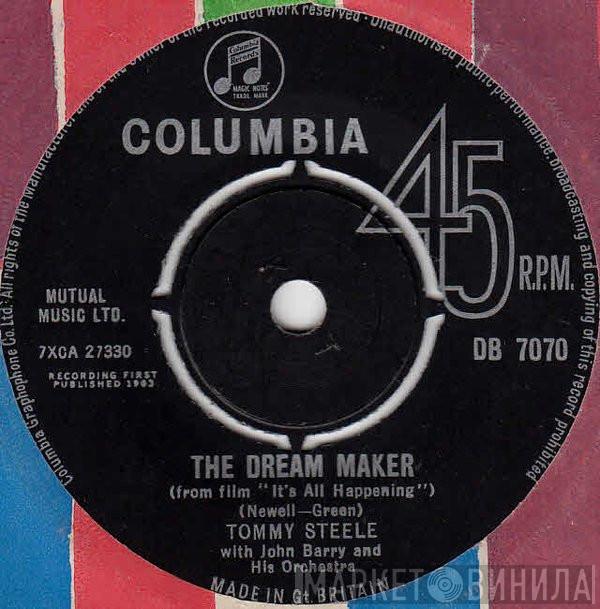 Columbia Graphophone Co. Ltd. All rights of the Manufacturer and of the owner of the recorded work reserved · Unauthorised public performance, broadcasting and copying of this record prohibited
Columbia
Records
MAGIC NOTES
TRADE MARK
COLUMBIA
45
R.P.M.
MUTUAL
MUSIC LTD.
7XCA 27330
RECORDING FIRST
PUBLISHED 1963
DB 7070
THE DREAM MAKER
(from film "It's All Happening")
(Newell—Green)
TOMMY STEELE
with John Barry and
His Orchestra
MADE IN Gt. BRITAIN
МАРКЕТ ВИНИЛА